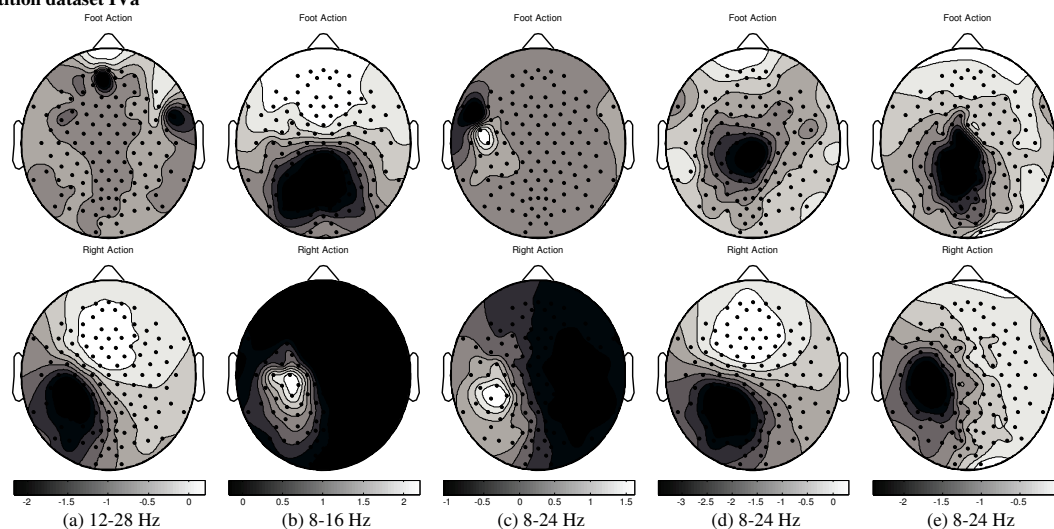 tition dataset IVa
Foot Action Foot Action Foot Action Foot Action Foot Action
Right Action Right Action Right Action Right Action Right Action
-2 -1.5 -1 -0.5 0 0 0.5 1 1.5 2 -1 -0.5 0 0.5 1 1.5 -3 -2.5 -2 -1.5 -1 -0.5 0 -2 -1.5 -1 -0.5
(a) 12-28 Hz (b) 8-16 Hz (c) 8-24 Hz (d) 8-24 Hz (e) 8-24 Hz